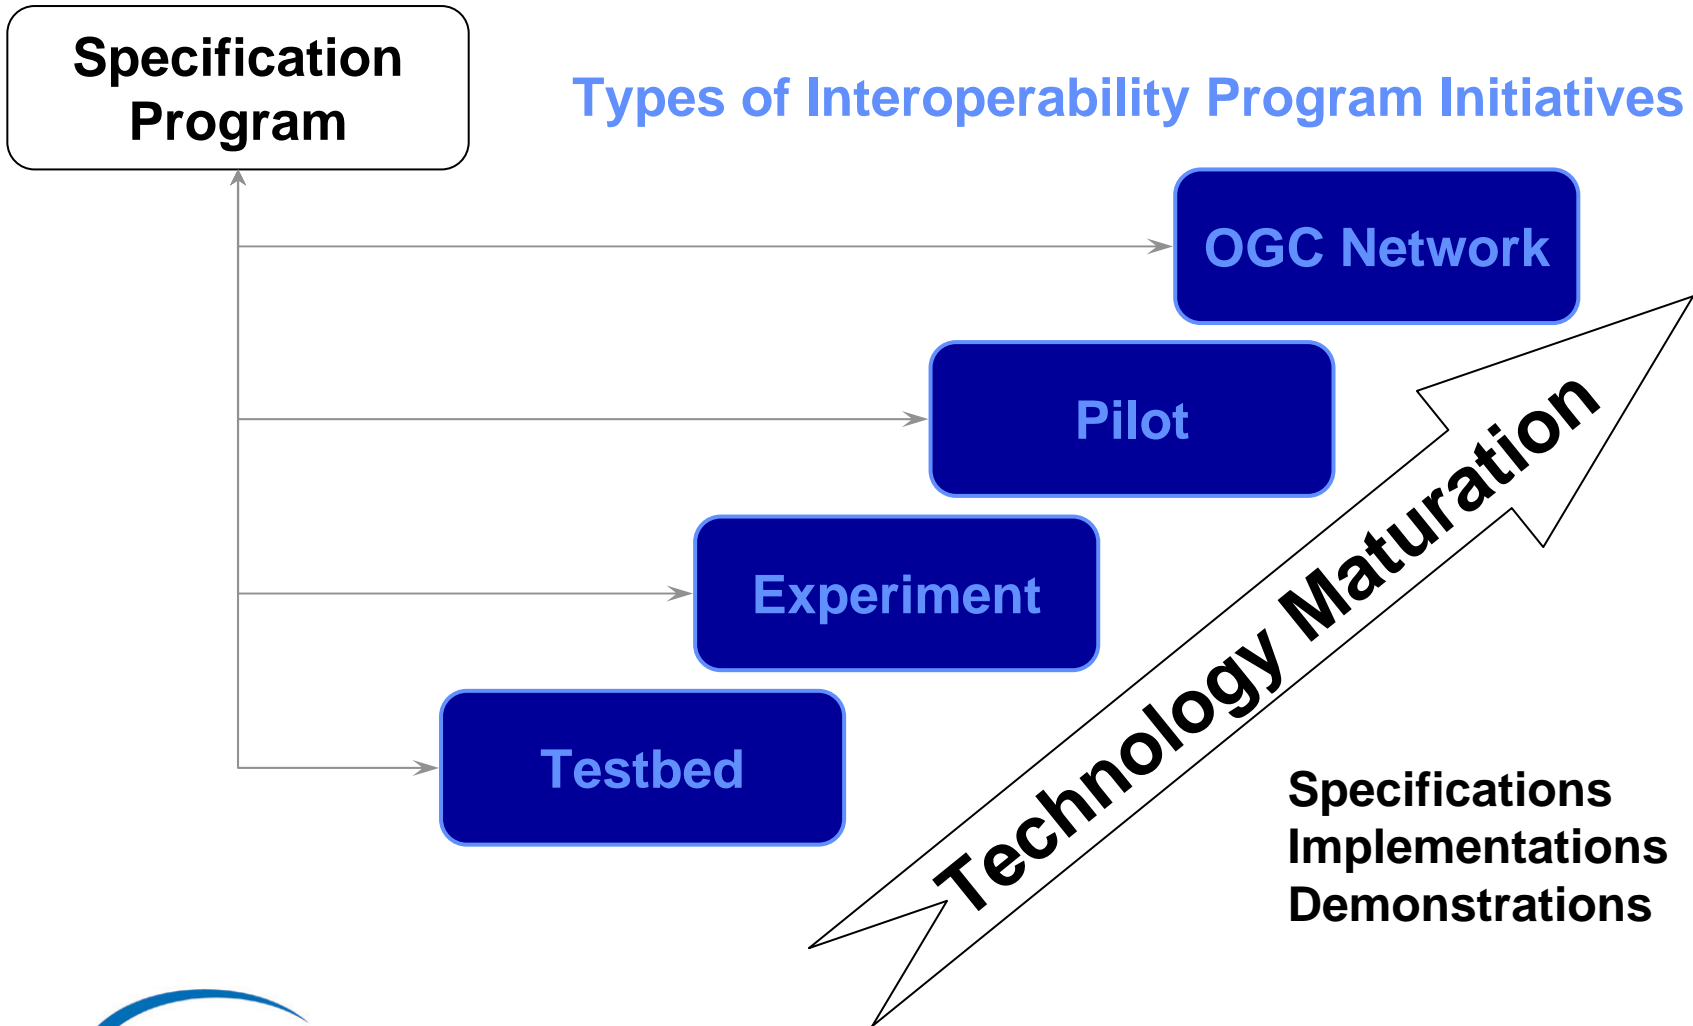 Specification
Program
Types of Interoperability Program Initiatives
OGC Network
Pilot
Experiment
Testbed
Technology Maturation
Specifications
Implementations
Demonstrations